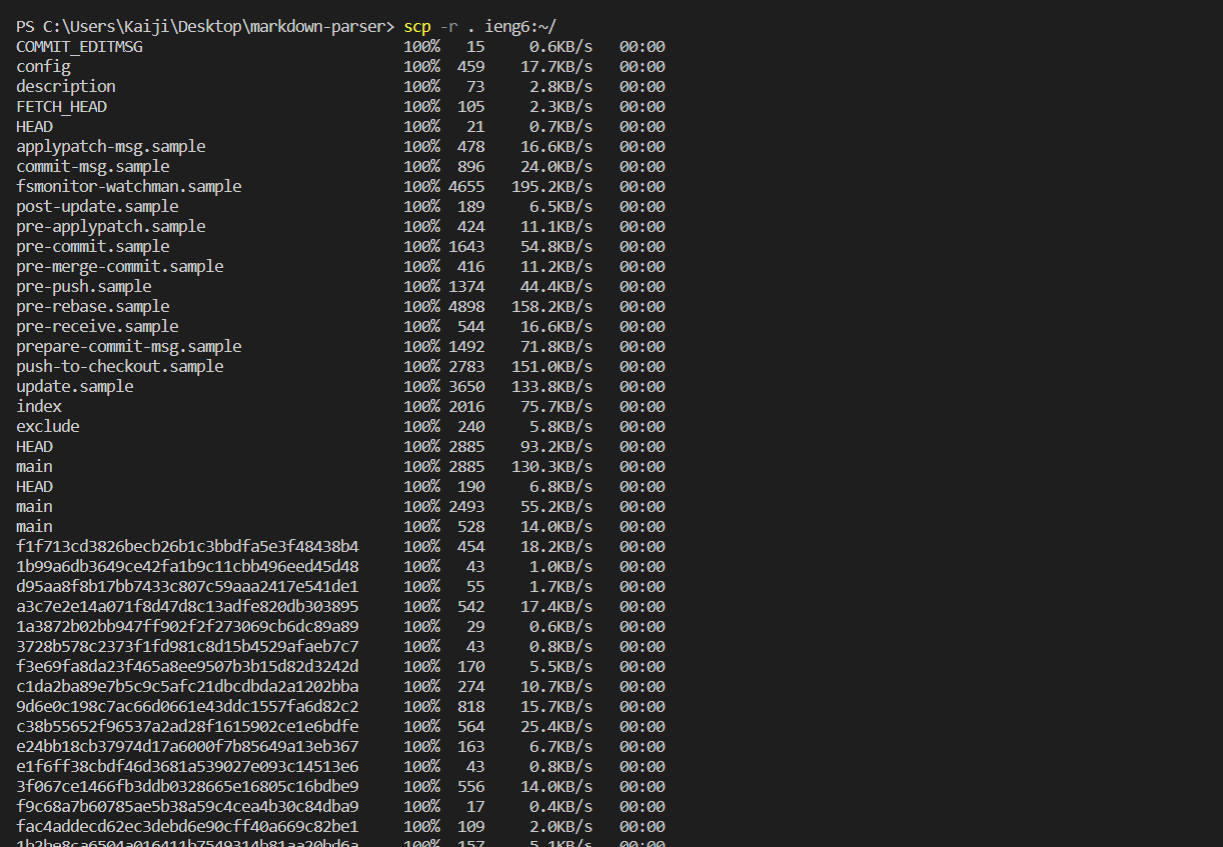 PS C:\Users\Kaiji\Desktop\markdown-parser> scp -r . ieng6:~/
COMMIT_EDITMSG 100% 15 0.6KB/s 00:00
config 100% 459 17.7KB/s 00:00
description 100% 73 2.8KB/s 00:00
FETCH_HEAD 100% 105 2.3KB/s 00:00
HEAD 100% 21 0.7KB/s 00:00
applypatch-msg.sample 100% 478 16.6KB/s 00:00
commit-msg.sample 100% 896 24.0KB/s 00:00
fsmonitor-watchman.sample 100% 4655 195.2KB/s 00:00
post-update.sample 100% 189 6.5KB/s 00:00
pre-applypatch.sample 100% 424 11.1KB/s 00:00
pre-commit.sample 100% 1643 54.8KB/s 00:00
pre-merge-commit.sample 100% 416 11.2KB/s 00:00
pre-push.sample 100% 1374 44.4KB/s 00:00
pre-rebase.sample 100% 4898 158.2KB/s 00:00
pre-receive.sample 100% 544 16.6KB/s 00:00
prepare-commit-msg.sample 100% 1492 71.8KB/s 00:00
push-to-checkout.sample 100% 2783 151.0KB/s 00:00
update.sample 100% 3650 133.8KB/s 00:00
index 100% 2016 75.7KB/s 00:00
exclude 100% 240 5.8KB/s 00:00
HEAD 100% 2885 93.2KB/s 00:00
main 100% 2885 130.3KB/s 00:00
HEAD 100% 190 6.8KB/s 00:00
main 100% 2493 55.2KB/s 00:00
main 100% 528 14.0KB/s 00:00
f1f713cd3826becb26b1c3bbdfa5e3f48438b4 100% 454 18.2KB/s 00:00
1b99a6db3649ce42fa1b9c11cbb496eed45d48 100% 43 1.0KB/s 00:00
d95aa8f8b17bb7433c807c59aaa2417e541de1 100% 55 1.7KB/s 00:00
a3c7e2e14a071f8d47d8c13adfe820db303895 100% 542 17.4KB/s 00:00
1a3872b02bb947ff902f2f273069cb6dc89a89 100% 29 0.6KB/s 00:00
3728b578c2373f1fd981c8d15b4529afaeb7c7 100% 43 0.8KB/s 00:00
f3e69fa8da23f465a8ee9507b3b15d82d3242d 100% 170 5.5KB/s 00:00
c1da2ba89e7b5c9c5afc21dbcdbda2a1202bba 100% 274 10.7KB/s 00:00
9d6e0c198c7ac66d0661e43ddc1557fa6d82c2 100% 818 15.7KB/s 00:00
c38b55652f96537a2ad28f1615902ce1e6bdfe 100% 564 25.4KB/s 00:00
e24bb18cb37974d17a6000f7b85649a13eb367 100% 163 6.7KB/s 00:00
e1f6ff38cbdf46d3681a539027e093c14513e6 100% 43 0.8KB/s 00:00
3f067ce1466fb3ddb0328665e16805c16bdbe9 100% 556 14.0KB/s 00:00
f9c68a7b60785ae5b38a59c4cea4b30c84dba9 100% 17 0.4KB/s 00:00
fac4addecd62ec3debd6e90cff40a669c82be1 100% 109 2.0KB/s 00:00
100% 157 5.1KB/s 00:00